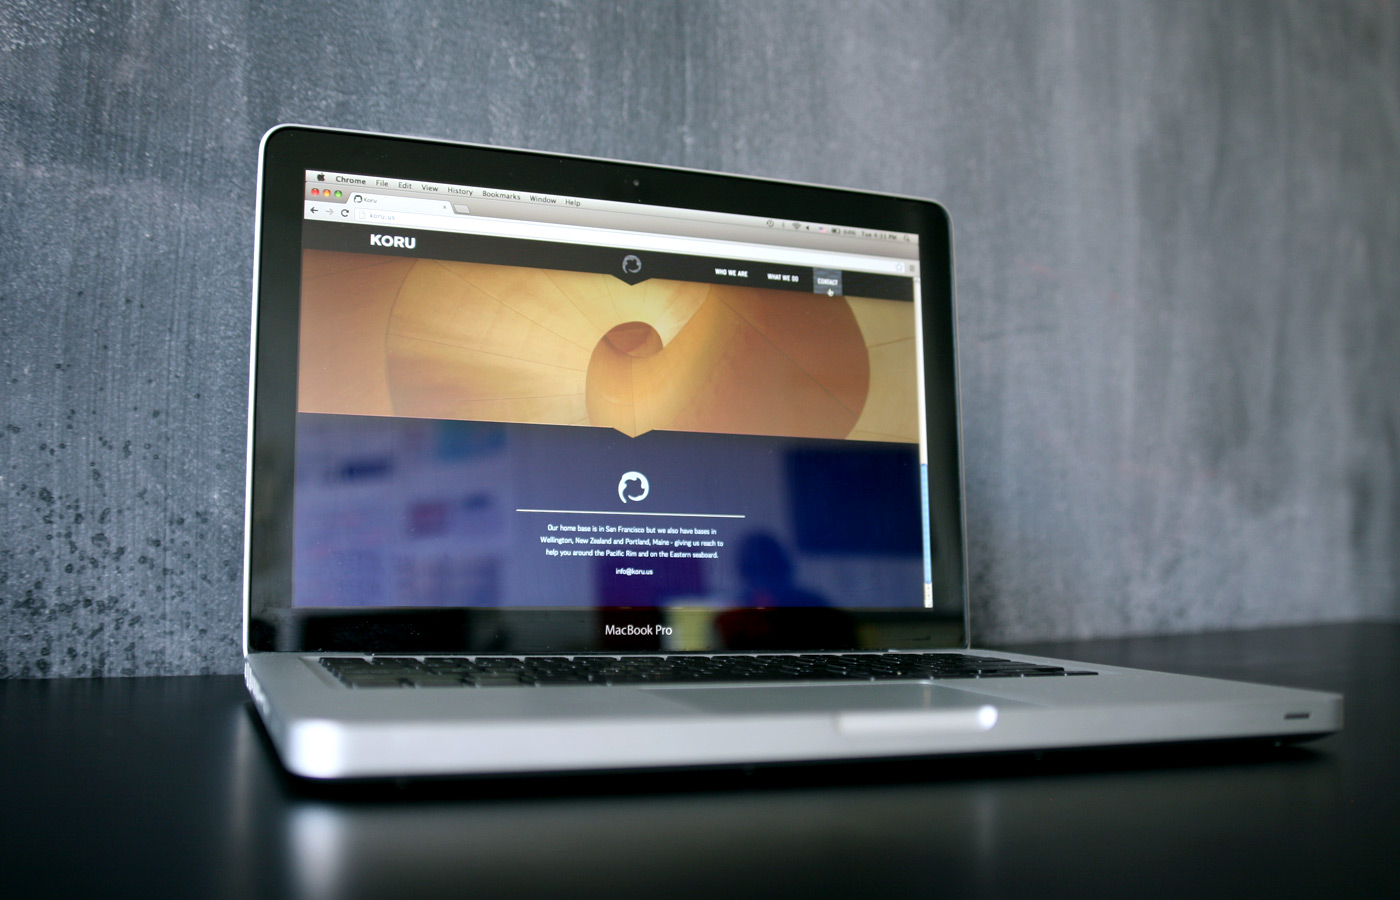 Chrome File Edit View History Bookmarks Window Help
Koru
koru.us
KORU
WHO WE ARE WHAT WE DO CONTACT
Our home base is in San Francisco but we also have bases in
Wellington, New Zealand and Portland, Maine - giving us reach to
help you around the Pacific Rim and on the Eastern seaboard.
info@koru.us
MacBook Pro